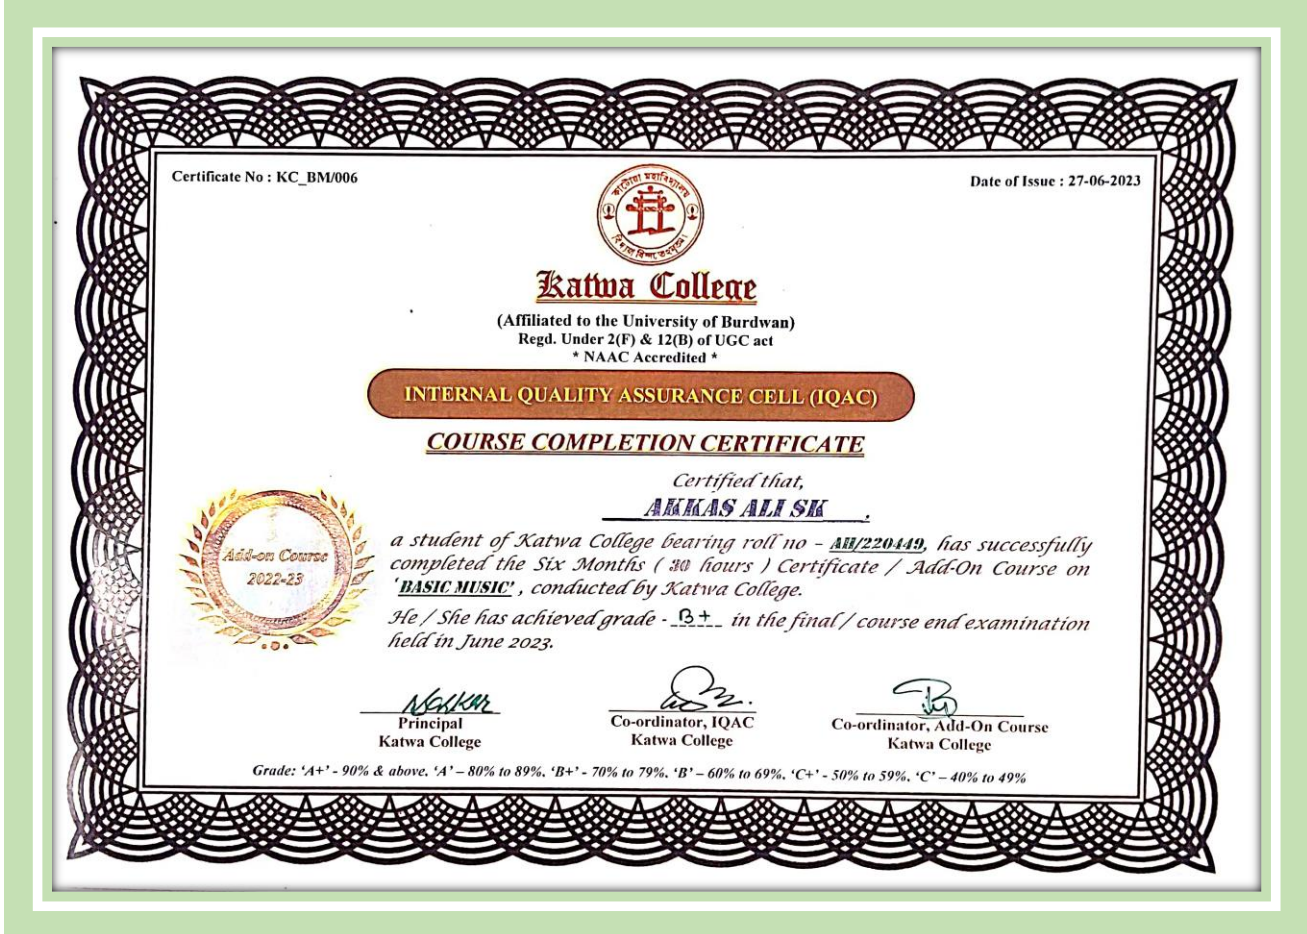 Certificate No : KC_BM/006
Date of Issue : 27-06-2023
কাটোয়া মহাবিদ্যালয়
Katwa College
(Affiliated to the University of Burdwan)
Regd. Under 2(F) & 12(B) of UGC act
* NAAC Accredited *
INTERNAL QUALITY ASSURANCE CELL (IQAC)
COURSE COMPLETION CERTIFICATE
Certified that,
AKKAS ALI SK .
Add-on Course
2022-23
a student of Katwa College bearing roll no – AH/220449, has successfully
completed the Six Months ( 30 hours ) Certificate / Add-On Course on
'BASIC MUSIC' , conducted by Katwa College.
He / She has achieved grade - B+ in the final / course end examination
held in June 2023.
Principal
Katwa College
Co-ordinator, IQAC
Katwa College
Co-ordinator, Add-On Course
Katwa College
Grade: 'A+' - 90% & above. 'A' – 80% to 89%. 'B+' - 70% to 79%. 'B' – 60% to 69%. 'C+' - 50% to 59%. 'C' – 40% to 49%